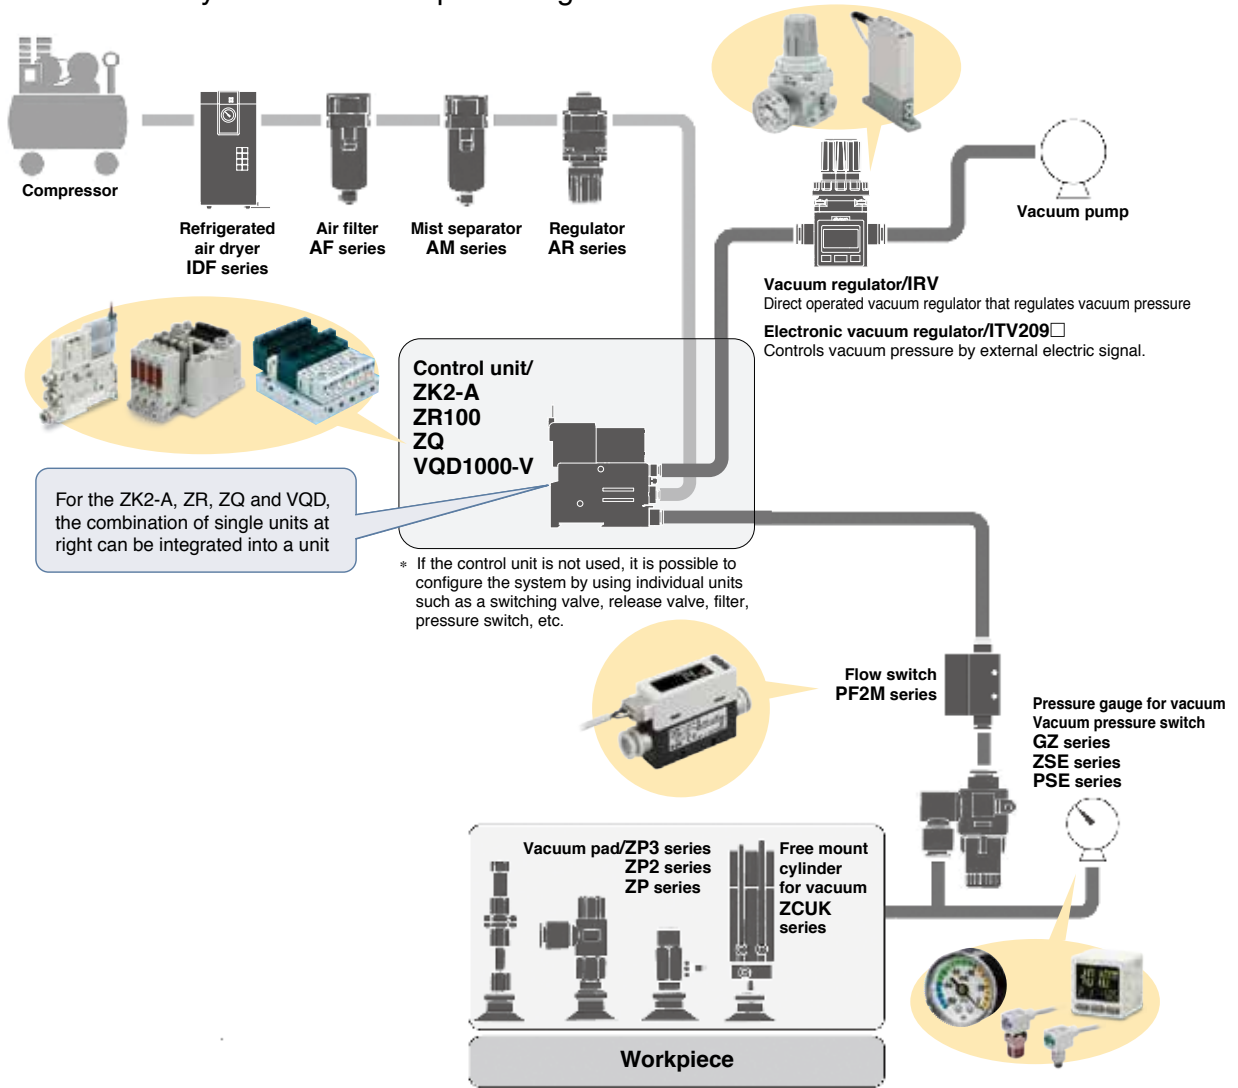 Compressor
Refrigerated
air dryer
IDF series
Air filter
AF series
Mist separator
AM series
Regulator
AR series
Vacuum pump
Vacuum regulator/IRV
Direct operated vacuum regulator that regulates vacuum pressure
Electronic vacuum regulator/ITV209□
Controls vacuum pressure by external electric signal.
Control unit/
ZK2-A
ZR100
ZQ
VQD1000-V
For the ZK2-A, ZR, ZQ and VQD,
the combination of single units at
right can be integrated into a unit
* If the control unit is not used, it is possible to
configure the system by using individual units
such as a switching valve, release valve, filter,
pressure switch, etc.
Flow switch
PF2M series
Pressure gauge for vacuum
Vacuum pressure switch
GZ series
ZSE series
PSE series
Vacuum pad/ZP3 series
ZP2 series
ZP series
Free mount
cylinder
for vacuum
ZCUK
series
Workpiece